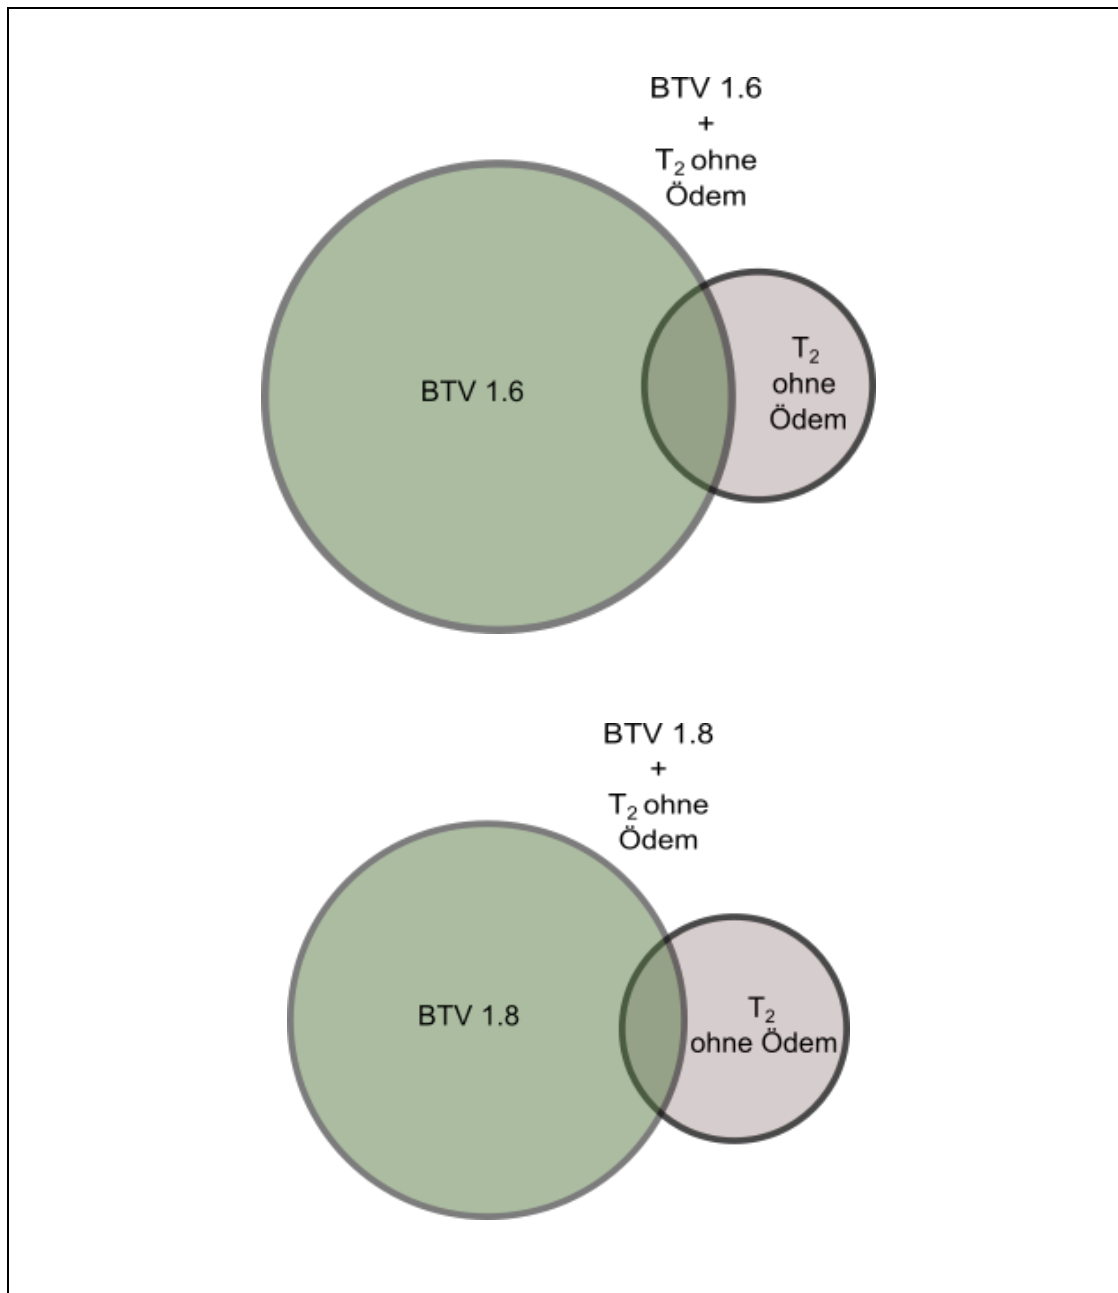 BTV 1.6
+
T₂ ohne
Ödem
BTV 1.6
T₂
ohne
Ödem
BTV 1.8
+
T₂ ohne
Ödem
BTV 1.8
T₂
ohne Ödem